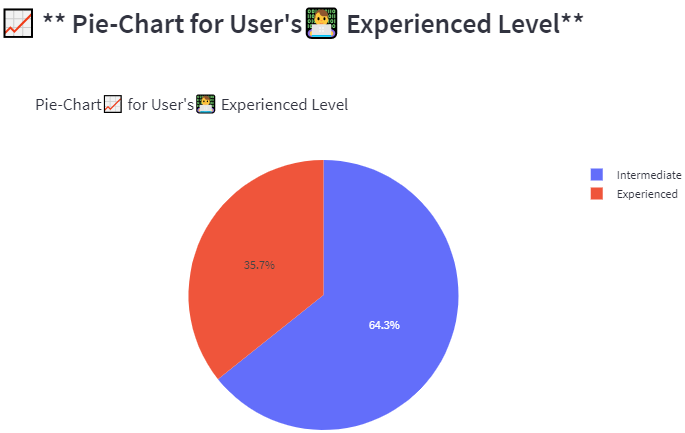 📈 ** Pie-Chart for User's👨‍💻 Experienced Level**
Pie-Chart📈 for User's👨‍💻 Experienced Level
Intermediate
Experienced
35.7%
64.3%